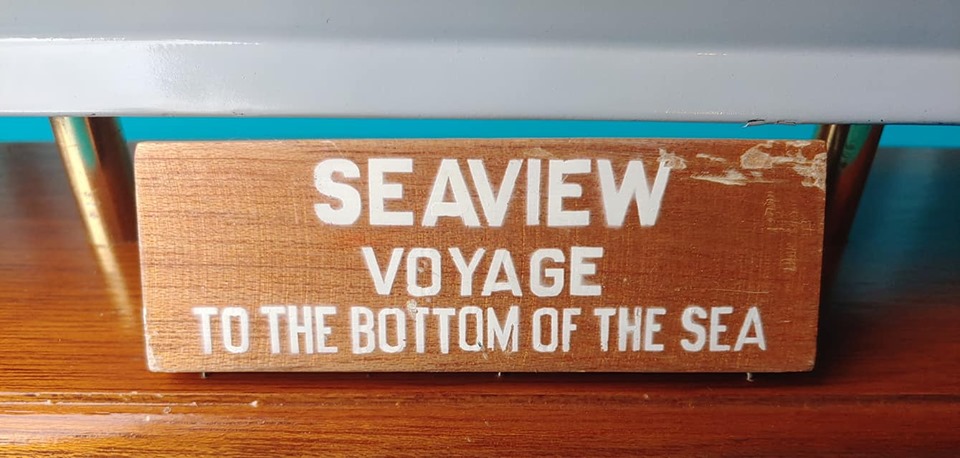 SEAVIEW
VOYAGE
TO THE BOTTOM OF THE SEA